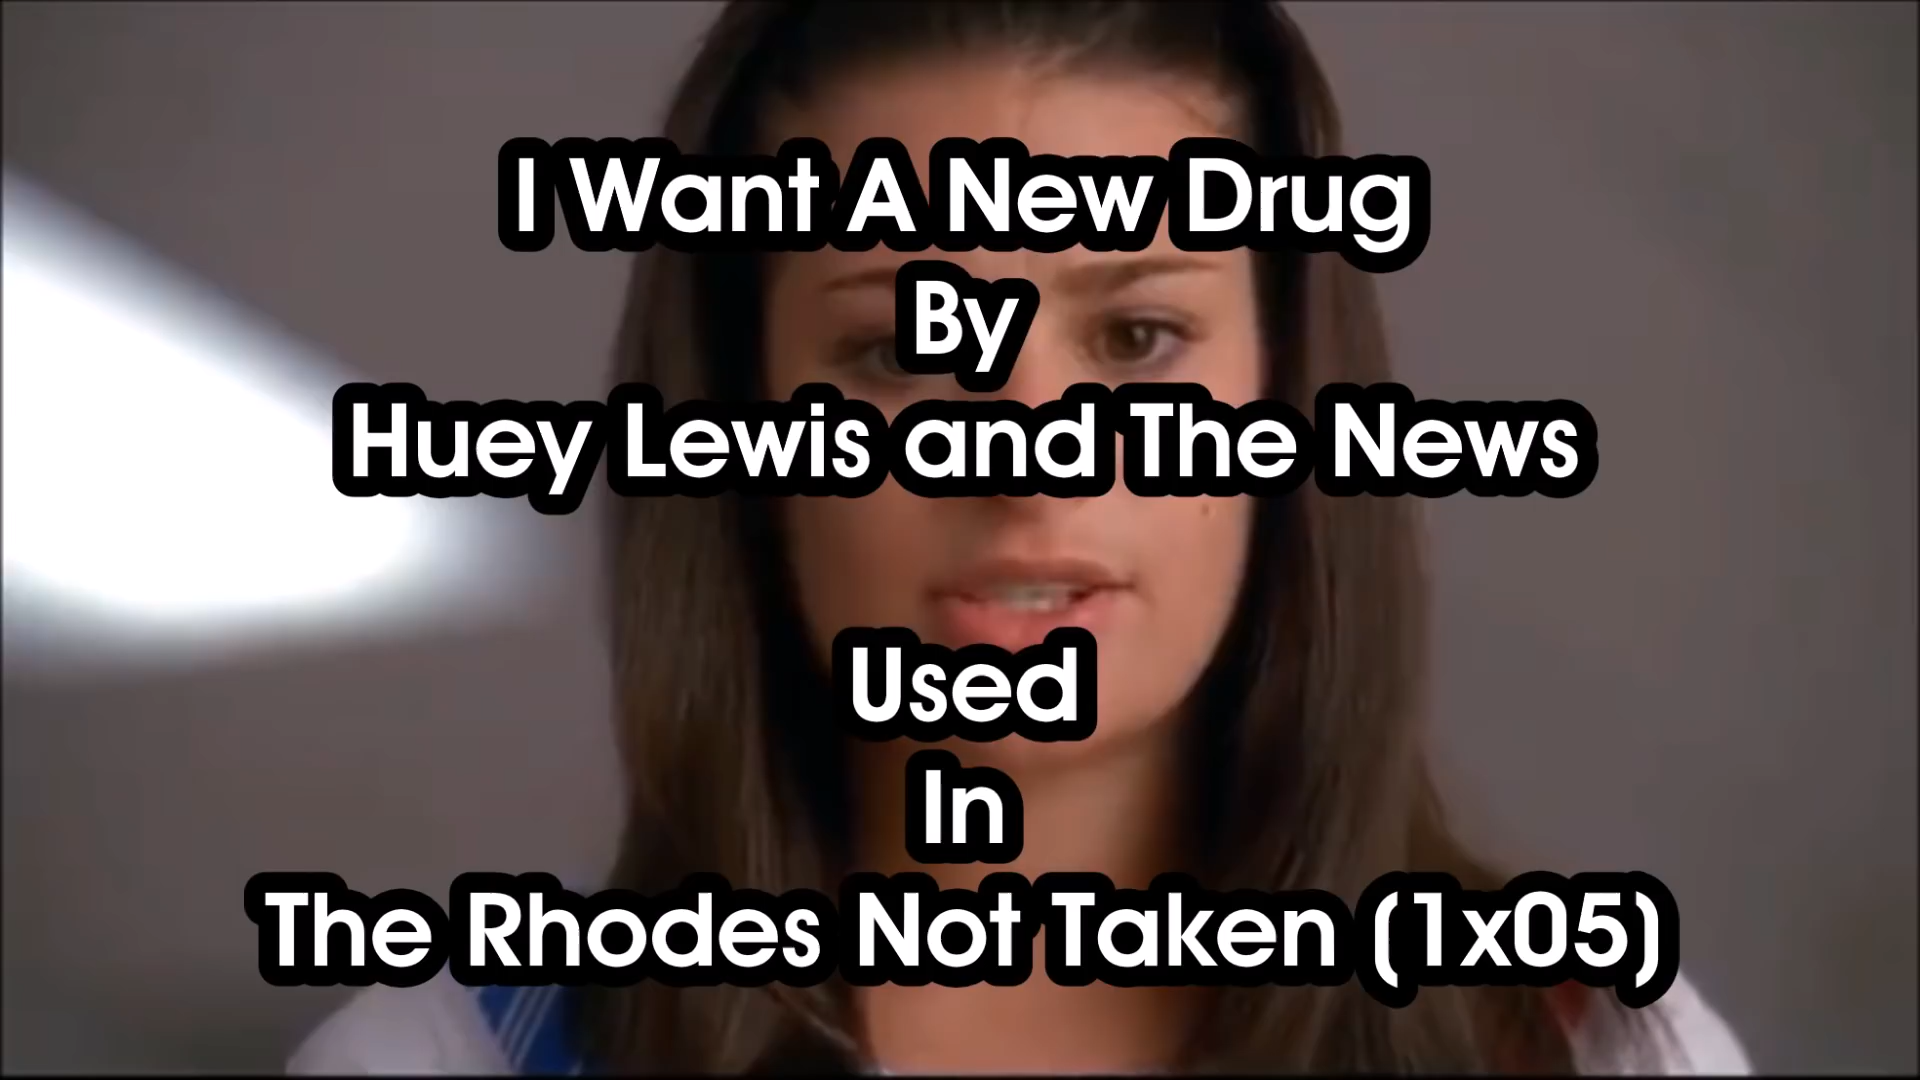 I Want A New Drug
By
Huey Lewis and The News
Used
In
The Rhodes Not Taken (1x05)